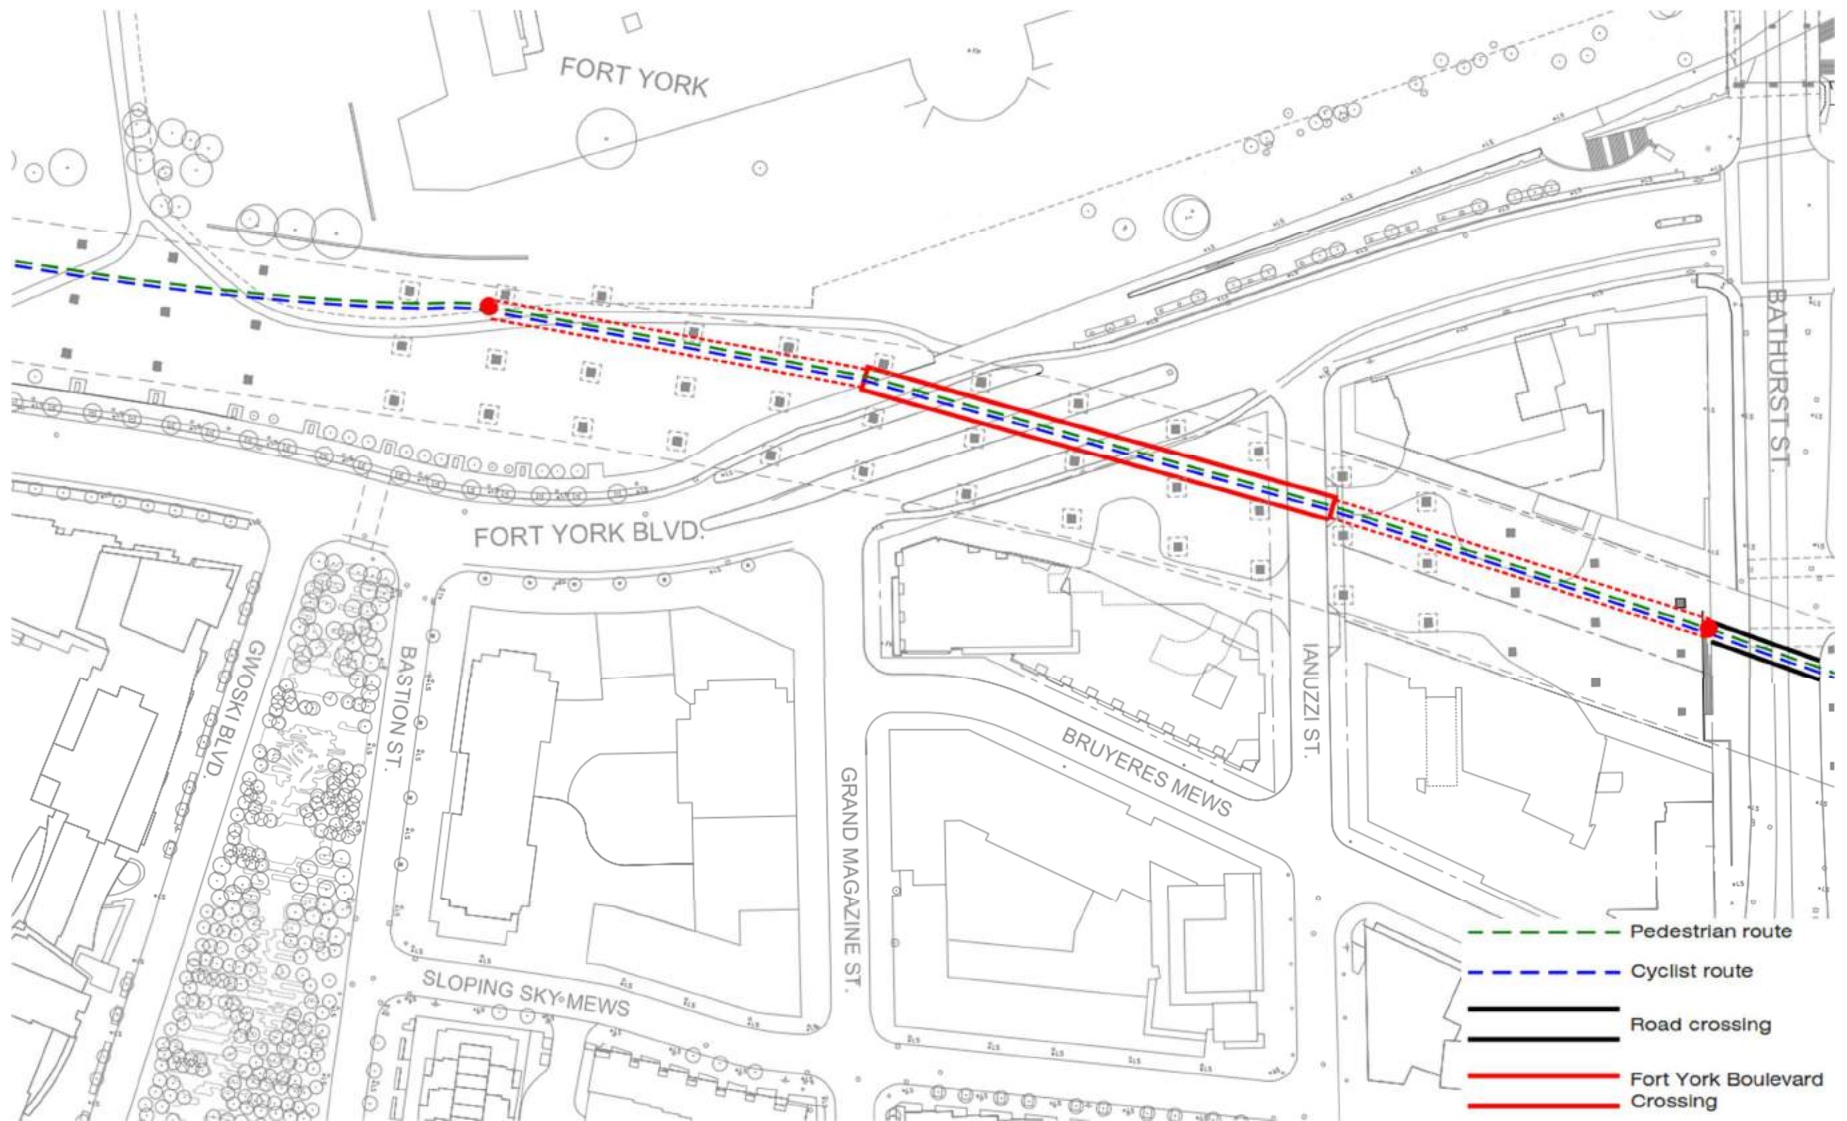 FORT YORK
BATHURST ST.
FORT YORK BLVD.
GWOSKI BLVD.
BASTION ST.
IANUZZI ST.
BRUYERES MEWS
GRAND MAGAZINE ST.
SLOPING SKY MEWS
Pedestrian route
Cyclist route
Road crossing
Fort York Boulevard
Crossing